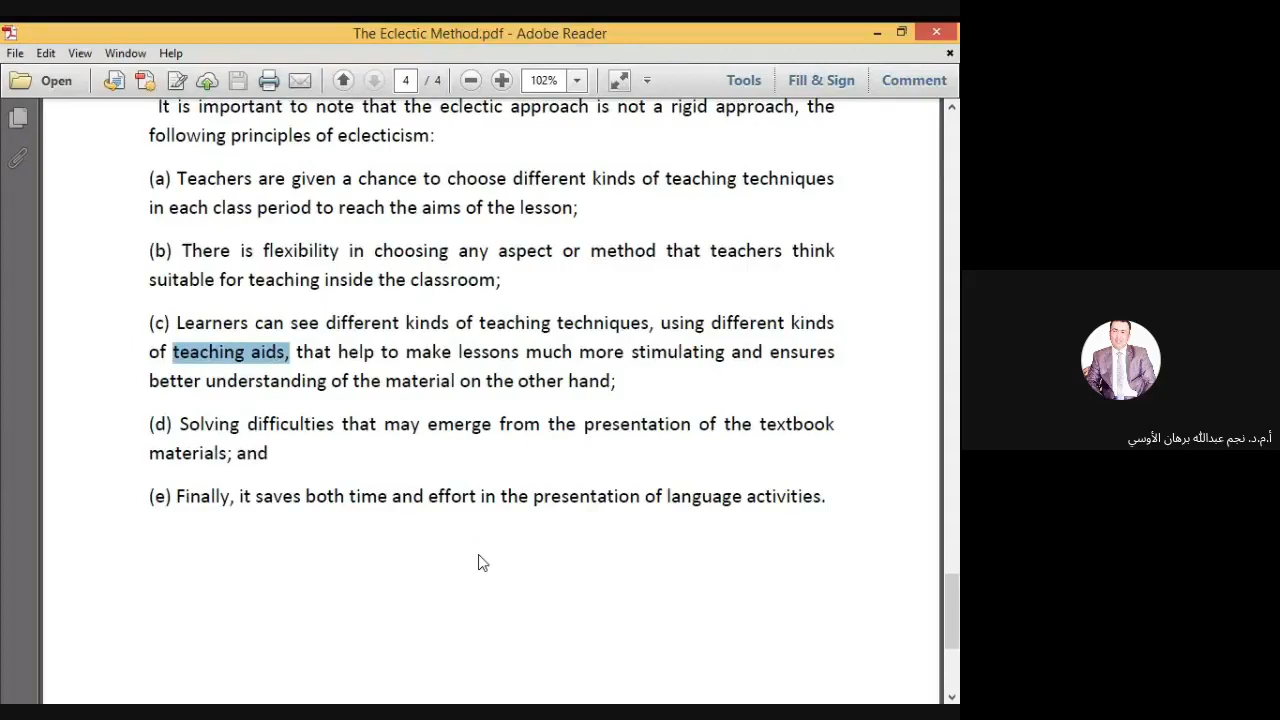 The Eclectic Method.pdf - Adobe Reader
File Edit View Window Help
Open 4 / 4 102% Tools Fill & Sign Comment
It is important to note that the eclectic approach is not a rigid approach, the
following principles of eclecticism:
(a) Teachers are given a chance to choose different kinds of teaching techniques
in each class period to reach the aims of the lesson;
(b) There is flexibility in choosing any aspect or method that teachers think
suitable for teaching inside the classroom;
(c) Learners can see different kinds of teaching techniques, using different kinds
of teaching aids, that help to make lessons much more stimulating and ensures
better understanding of the material on the other hand;
(d) Solving difficulties that may emerge from the presentation of the textbook
materials; and
(e) Finally, it saves both time and effort in the presentation of language activities.
أ.م.د. نجم عبدالله برهان الأوسي